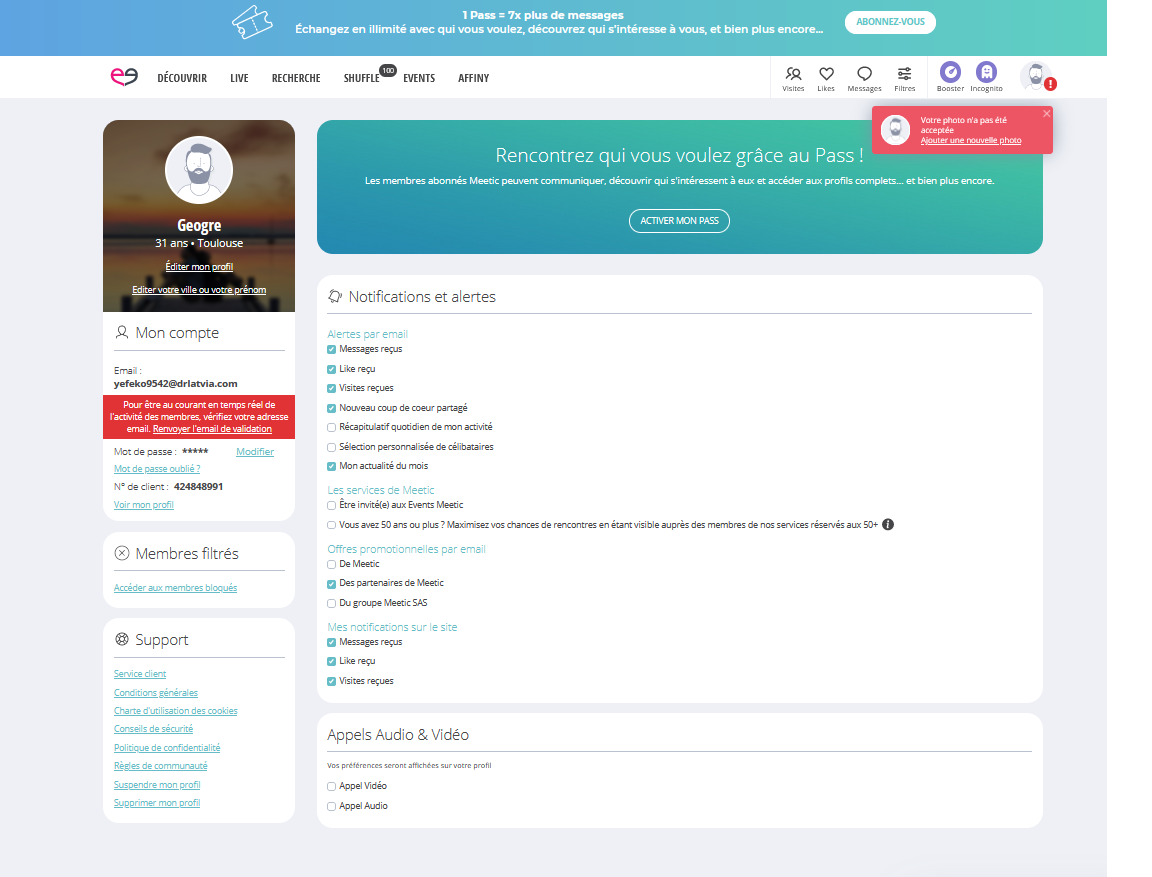 1 Pass = 7x plus de messages
Échangez en illimité avec qui vous voulez, découvrez qui s'intéresse à vous, et bien plus encore...
ABONNEZ-VOUS
DÉCOUVRIR
LIVE
RECHERCHE
SHUFFLE
100
EVENTS
AFFINY
Visites
Likes
Messages
Filtres
Booster
Incognito
!
Votre photo n'a pas été
acceptée
Ajouter une nouvelle photo
Geogre
31 ans • Toulouse
Éditer mon profil
Editer votre ville ou votre prénom
Mon compte
Email :
yefeko9542@drlatvia.com
Pour être au courant en temps réel de
l'activité des membres, vérifiez votre adresse
email. Renvoyer l'email de validation
Mot de passe : ***** Modifier
Mot de passe oublié ?
N° de client : 424848991
Voir mon profil
Membres filtrés
Accéder aux membres bloqués
Support
Service client
Conditions générales
Charte d'utilisation des cookies
Conseils de sécurité
Politique de confidentialité
Règles de communauté
Suspendre mon profil
Supprimer mon profil
Rencontrez qui vous voulez grâce au Pass !
Les membres abonnés Meetic peuvent communiquer, découvrir qui s'intéressent à eux et accéder aux profils complets... et bien plus encore.
ACTIVER MON PASS
Notifications et alertes
Alertes par email
Messages reçus
Like reçu
Visites reçues
Nouveau coup de coeur partagé
Récapitulatif quotidien de mon activité
Sélection personnalisée de célibataires
Mon actualité du mois
Les services de Meetic
Être invité(e) aux Events Meetic
Vous avez 50 ans ou plus ? Maximisez vos chances de rencontres en étant visible auprès des membres de nos services réservés aux 50+ i
Offres promotionnelles par email
De Meetic
Des partenaires de Meetic
Du groupe Meetic SAS
Mes notifications sur le site
Messages reçus
Like reçu
Visites reçues
Appels Audio & Vidéo
Vos préférences seront affichées sur votre profil
Appel Vidéo
Appel Audio